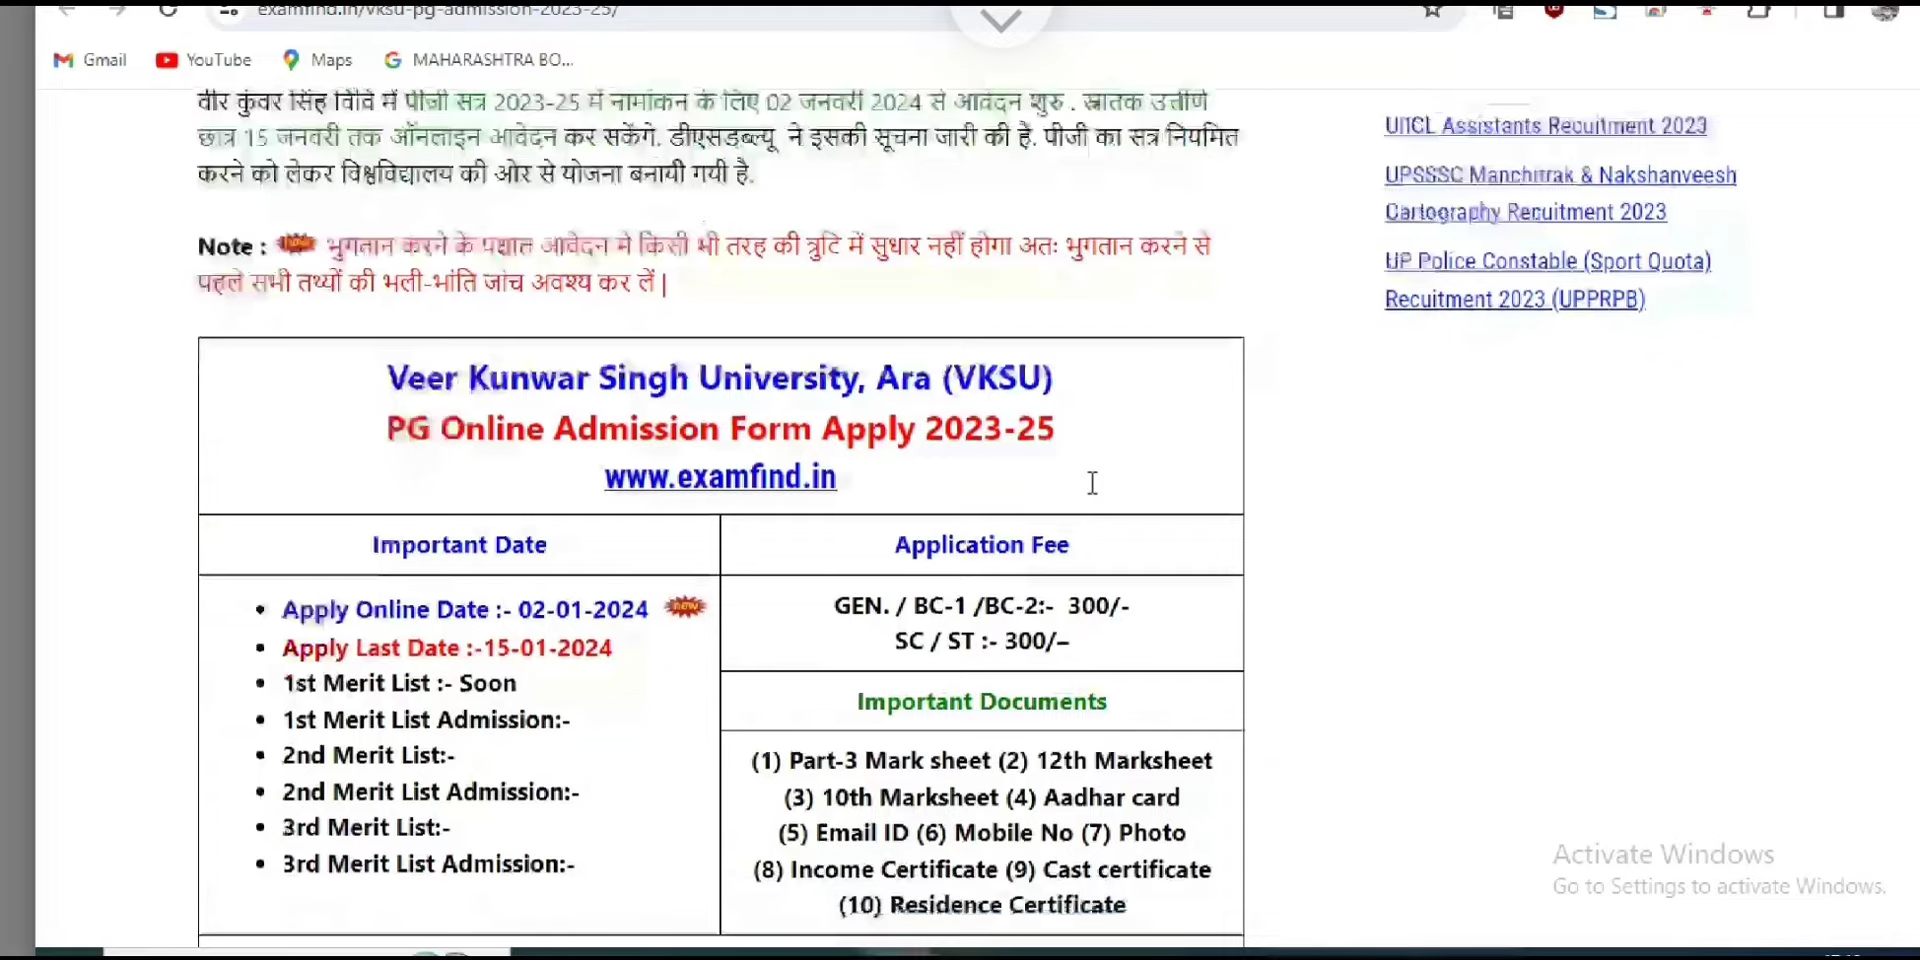 examfind.in/vksu-pg-admission-2023-25/
Gmail YouTube Maps MAHARASHTRA BO...
वीर कुंवर सिंह विवि में पीजी सत्र 2023-25 में नामांकन के लिए 02 जनवरी 2024 से आवेदन शुरु . स्नातक उत्तीर्ण
छात्र 15 जनवरी तक ऑनलाइन आवेदन कर सकेंगे. डीएसडब्ल्यू ने इसकी सूचना जारी की है. पीजी का सत्र नियमित
करने को लेकर विश्वविद्यालय की ओर से योजना बनायी गयी है.
Note : new भुगतान करने के पश्चात आवेदन मे किसी भी तरह की त्रुटि में सुधार नहीं होगा अतः भुगतान करने से
पहले सभी तथ्यों की भली-भांति जांच अवश्य कर लें |
Veer Kunwar Singh University, Ara (VKSU)
PG Online Admission Form Apply 2023-25
www.examfind.in
Important Date
Apply Online Date :- 02-01-2024 new
Apply Last Date :-15-01-2024
1st Merit List :- Soon
1st Merit List Admission:-
2nd Merit List:-
2nd Merit List Admission:-
3rd Merit List:-
3rd Merit List Admission:-
Application Fee
GEN. / BC-1 /BC-2:- 300/-
SC / ST :- 300/–
Important Documents
(1) Part-3 Mark sheet (2) 12th Marksheet
(3) 10th Marksheet (4) Aadhar card
(5) Email ID (6) Mobile No (7) Photo
(8) Income Certificate (9) Cast certificate
(10) Residence Certificate
UIICL Assistants Recuitment 2023
UPSSSC Manchitrak & Nakshanveesh
Cartography Recuitment 2023
UP Police Constable (Sport Quota)
Recuitment 2023 (UPPRPB)
Activate Windows
Go to Settings to activate Windows.